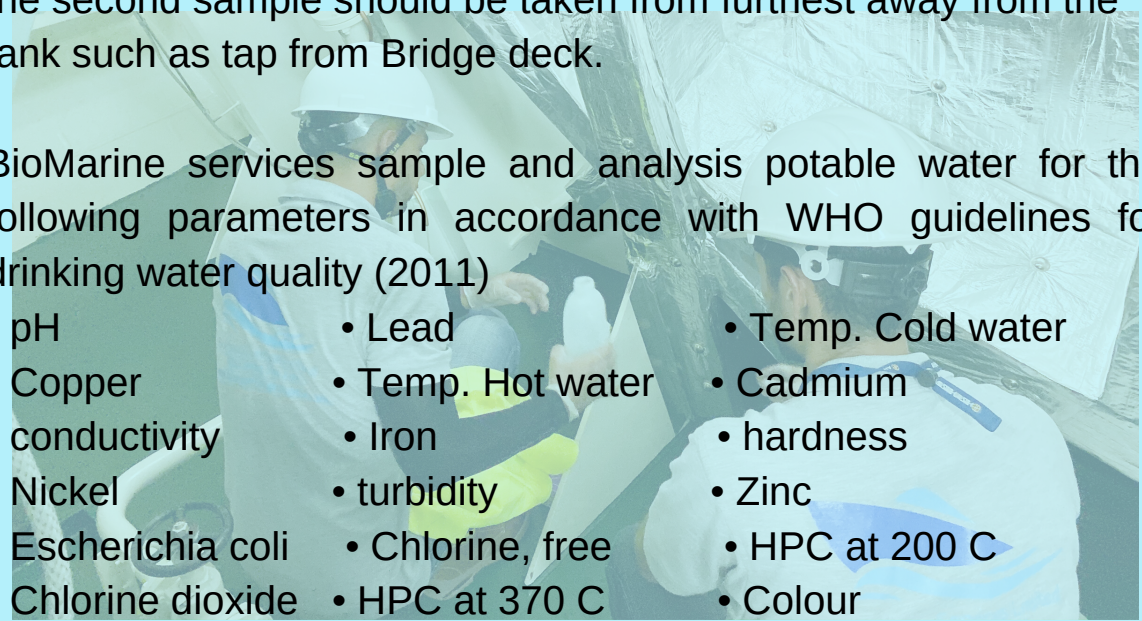 he second sample should be taken from furthest away from the
ank such as tap from Bridge deck.
BioMarine services sample and analysis potable water for th
ollowing parameters in accordance with WHO guidelines fo
drinking water quality (2011)
pH • Lead • Temp. Cold water
Copper • Temp. Hot water • Cadmium
conductivity • Iron • hardness
Nickel • turbidity • Zinc
Escherichia coli • Chlorine, free • HPC at 200 C
Chlorine dioxide • HPC at 370 C • Colour